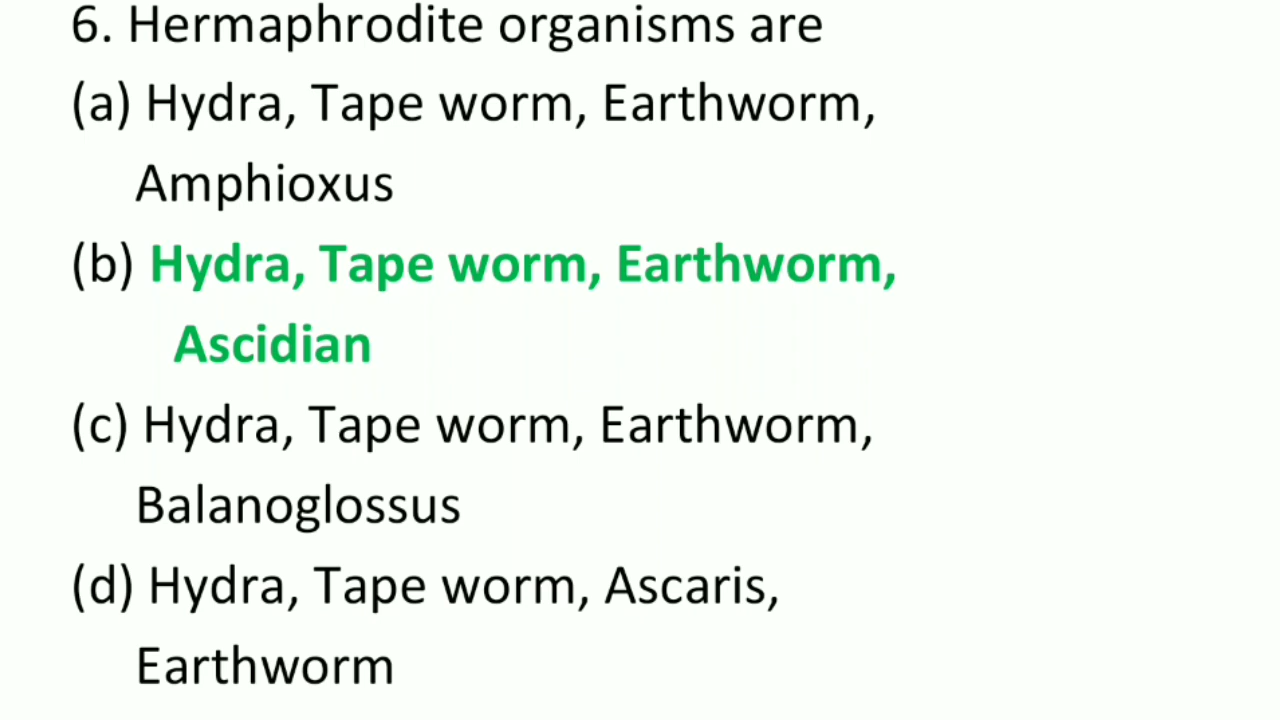 6. Hermaphrodite organisms are
(a) Hydra, Tape worm, Earthworm,
Amphioxus
(b) Hydra, Tape worm, Earthworm,
Ascidian
(c) Hydra, Tape worm, Earthworm,
Balanoglossus
(d) Hydra, Tape worm, Ascaris,
Earthworm